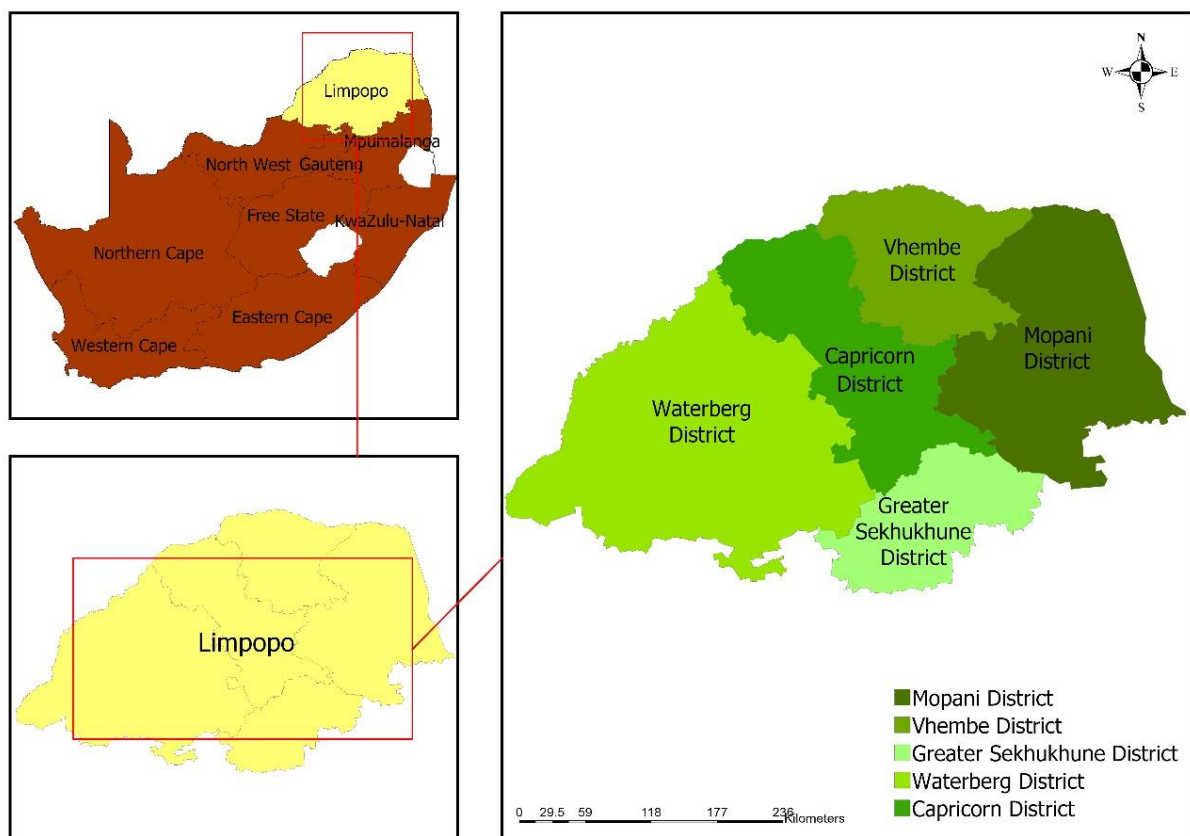 Limpopo
Mpumalanga
North West
Gauteng
Free State
KwaZulu-Natal
Northern Cape
Eastern Cape
Western Cape
Limpopo
N
W
E
S
Vhembe
District
Mopani
District
Capricorn
District
Waterberg
District
Greater
Sekhukhune
District
Mopani District
Vhembe District
Greater Sekhukhune District
Waterberg District
Capricorn District
0 29.5 59 118 177 236
Kilometers